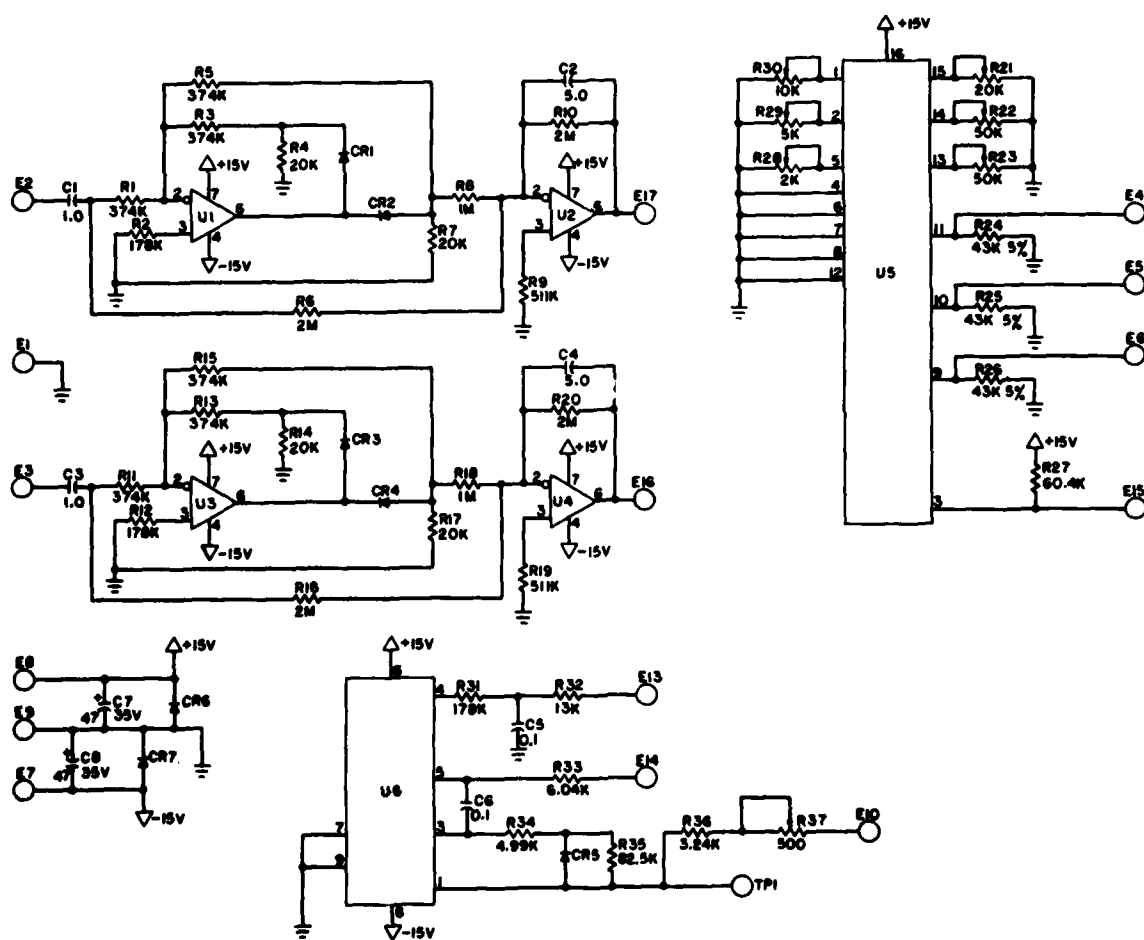 +15V
16
R5
374K
C2
5.0
R30
10K
1
15
R21
20K
R3
374K
R10
2M
R29
5K
2
14
R22
50K
R4
20K
CR1
R28
2K
5
13
R23
50K
E2
C1
1.0
R1
374K
+15V
2
7
U1
6
3
4
-15V
R2
178K
CR2
R8
1M
R7
20K
+15V
2
7
U2
6
3
4
-15V
E17
4
6
7
8
12
U5
11
R24
43K 5%
E4
R9
511K
R6
2M
10
R25
43K 5%
E5
E1
R15
374K
C4
5.0
9
R26
43K 5%
E6
R13
374K
R20
2M
R14
20K
CR3
E3
C3
1.0
R11
374K
+15V
2
7
U3
6
3
4
-15V
R12
178K
CR4
R18
1M
R17
20K
+15V
2
7
U4
6
3
4
-15V
E16
+15V
R27
60.4K
3
E15
R19
511K
R16
2M
+15V
E8
+
C7
47
35V
CR6
E9
+
C8
47
35V
CR7
E7
-15V
+15V
4
R31
178K
R32
13K
E13
C5
0.1
U6
5
R33
6.04K
E14
C6
0.1
7
3
R34
4.99K
CR5
R35
82.5K
R36
3.24K
R37
500
E10
9
1
TP1
8
-15V